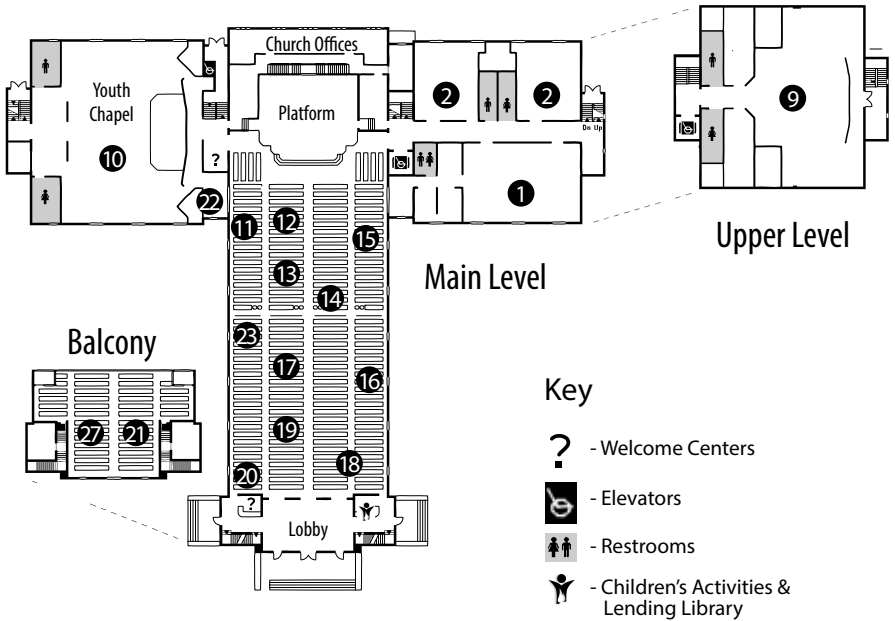 Church Offices
Youth
Chapel
Platform
2
2
9
Dn Up
10
?
1
22
11
12
15
Upper Level
13
Main Level
14
23
Balcony
17
16
Key
27
21
19
? - Welcome Centers
18
20
- Elevators
?
Lobby
- Restrooms
- Children's Activities &
Lending Library